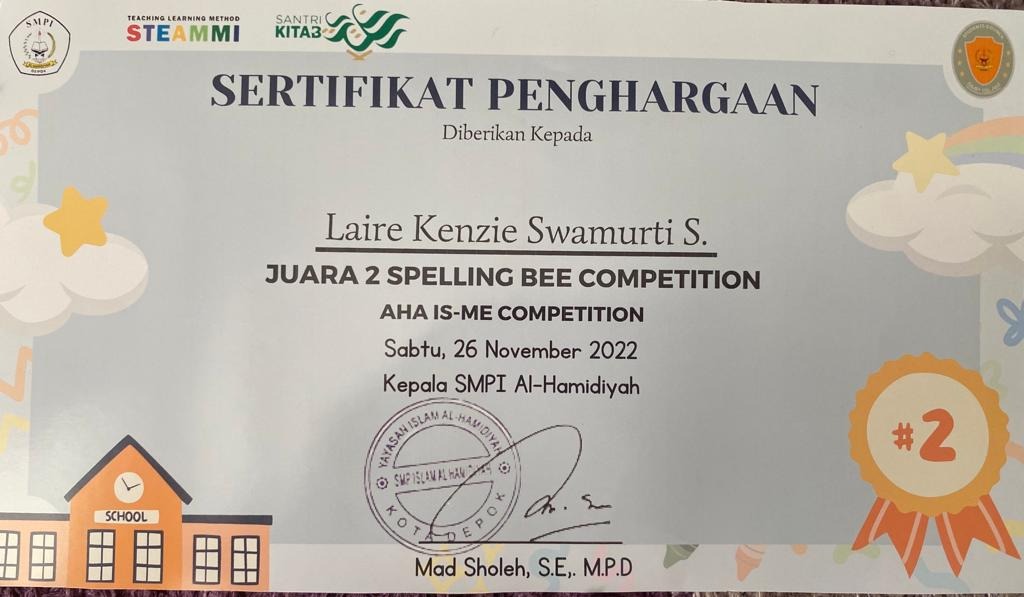 SMPI
DEPOK
TEACHING LEARNING METHOD
STEAMMI
SANTRI
KITAB
SERTIFIKAT PENGHARGAAN
Diberikan Kepada
Laire Kenzie Swamurti S.
JUARA 2 SPELLING BEE COMPETITION
AHA IS-ME COMPETITION
Sabtu, 26 November 2022
Kepala SMPI Al-Hamidiyah
YAYASAN ISLAM AL-HAMIDIYAH
SMP ISLAM AL HAMIDIYAH
KOTA DEPOK
#2
SCHOOL
Mad Sholeh, S.E,. M.P.D